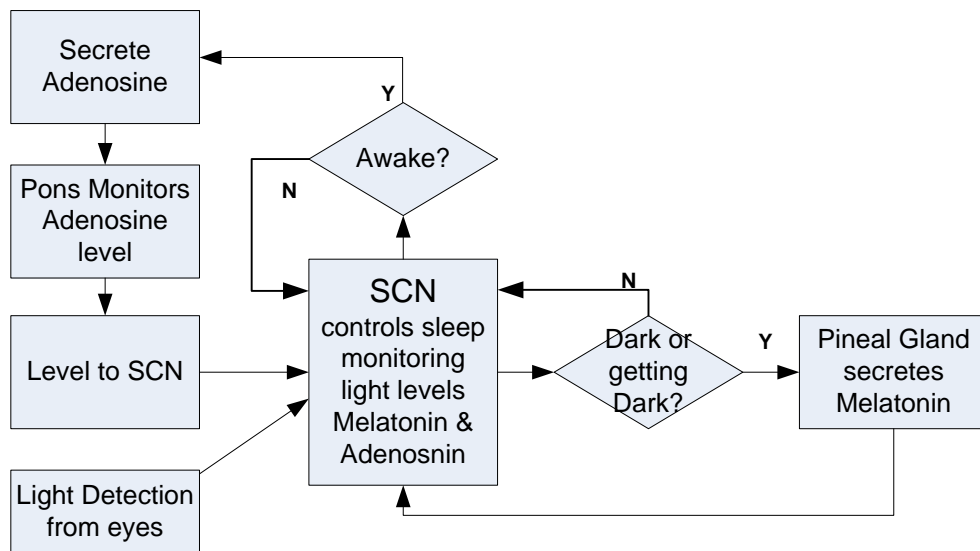 Secrete
Adenosine
Y
Awake?
N
Pons Monitors
Adenosine
level
SCN
controls sleep
monitoring
light levels
Melatonin &
Adenosnin
N
Dark or
getting
Dark?
Y
Pineal Gland
secretes
Melatonin
Level to SCN
Light Detection
from eyes